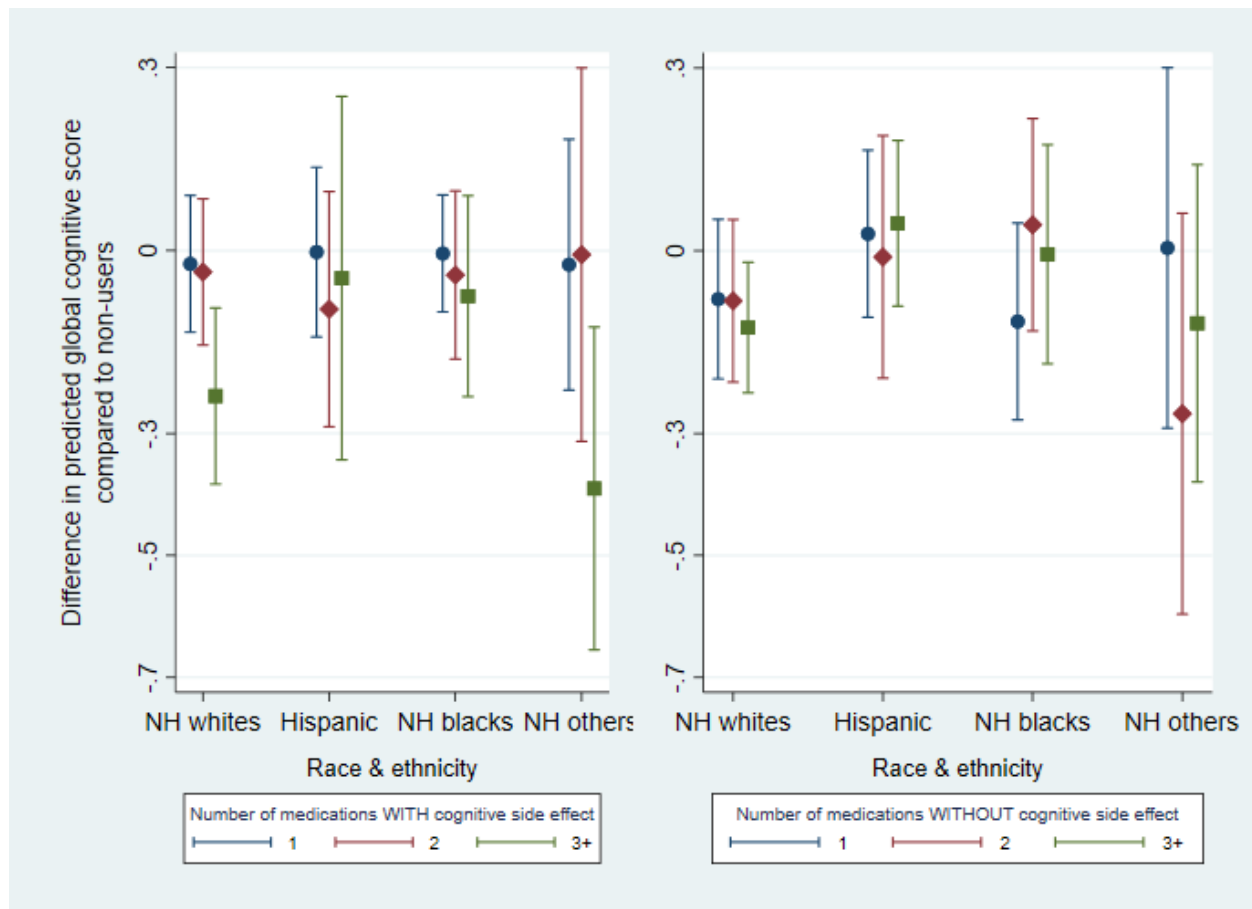 Difference in predicted global cognitive score
compared to non-users
.3
0
-.3
-.5
-.7
NH whites Hispanic NH blacks NH others
Race & ethnicity
Number of medications WITH cognitive side effect
1 2 3+
.3
0
-.3
-.5
-.7
NH whites Hispanic NH blacks NH others
Race & ethnicity
Number of medications WITHOUT cognitive side effect
1 2 3+